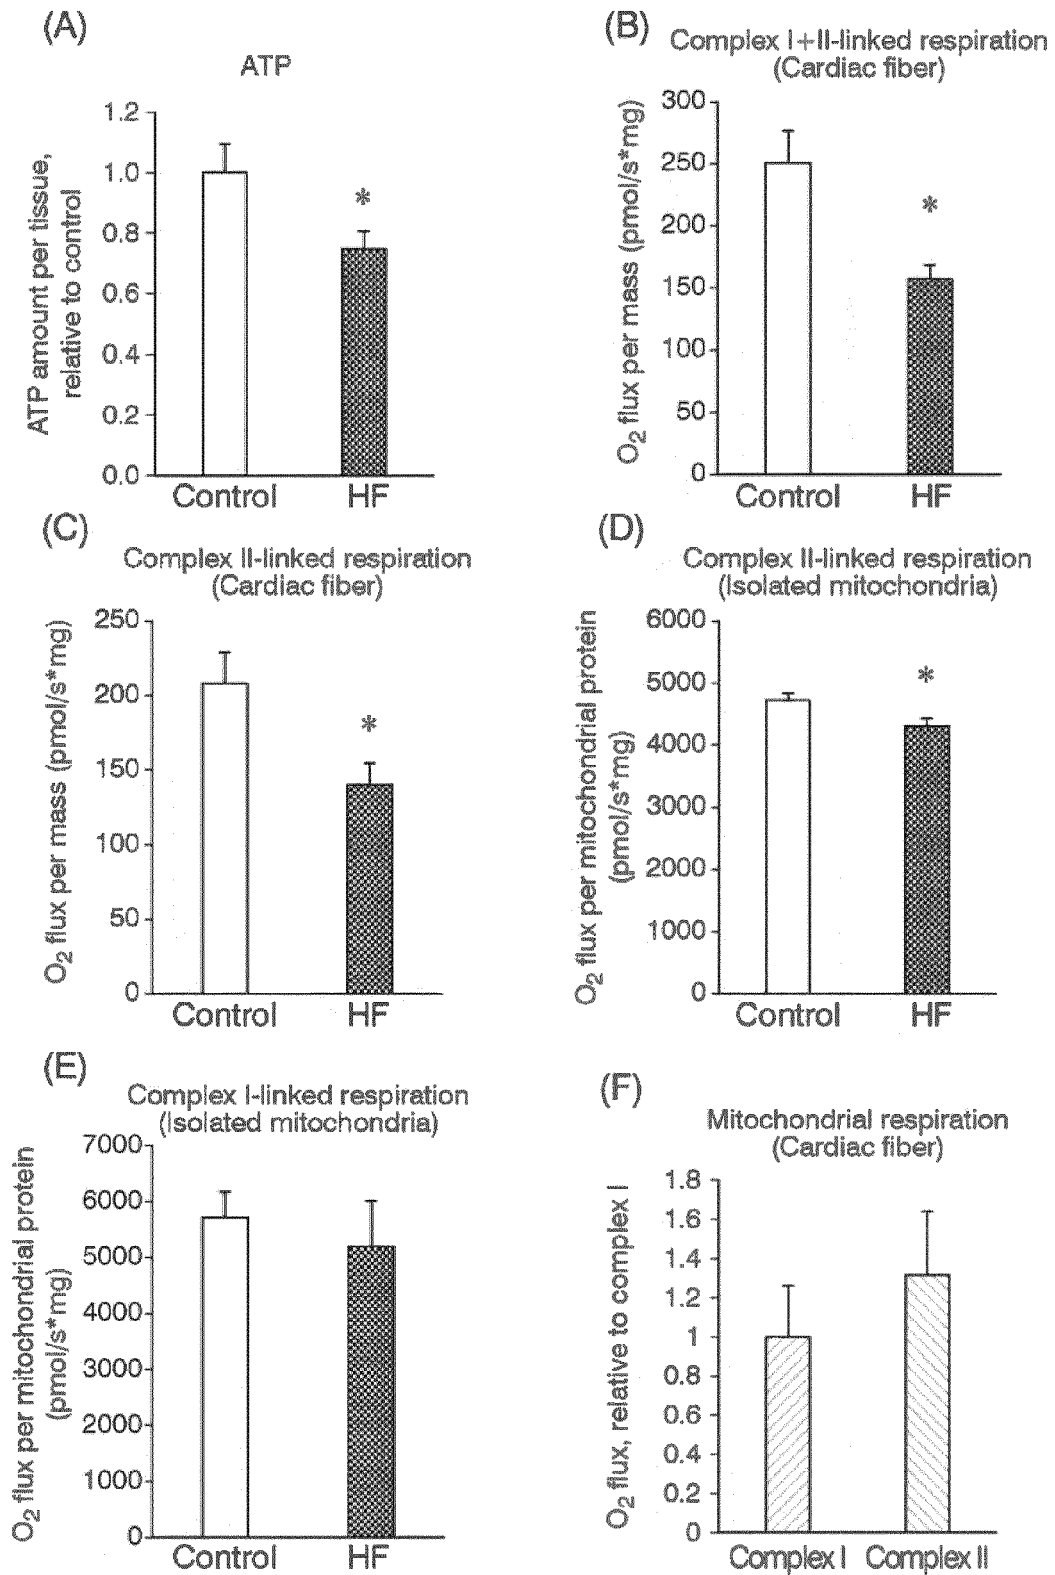 (A)
ATP
ATP amount per tissue,
relative to control
1.2
1.0
0.8
0.6
0.4
0.2
0.0
*
Control HF
(B)
Complex I+II-linked respiration
(Cardiac fiber)
O2 flux per mass (pmol/s*mg)
300
250
200
150
100
50
0
*
Control HF
(C)
Complex II-linked respiration
(Cardiac fiber)
O2 flux per mass (pmol/s*mg)
250
200
150
100
50
0
*
Control HF
(D)
Complex II-linked respiration
(Isolated mitochondria)
O2 flux per mitochondrial protein
(pmol/s*mg)
6000
5000
4000
3000
2000
1000
0
*
Control HF
(E)
Complex I-linked respiration
(Isolated mitochondria)
O2 flux per mitochondrial protein
(pmol/s*mg)
7000
6000
5000
4000
3000
2000
1000
0
Control HF
(F)
Mitochondrial respiration
(Cardiac fiber)
O2 flux, relative to complex I
1.8
1.6
1.4
1.2
1
0.8
0.6
0.4
0.2
0
Complex I Complex II